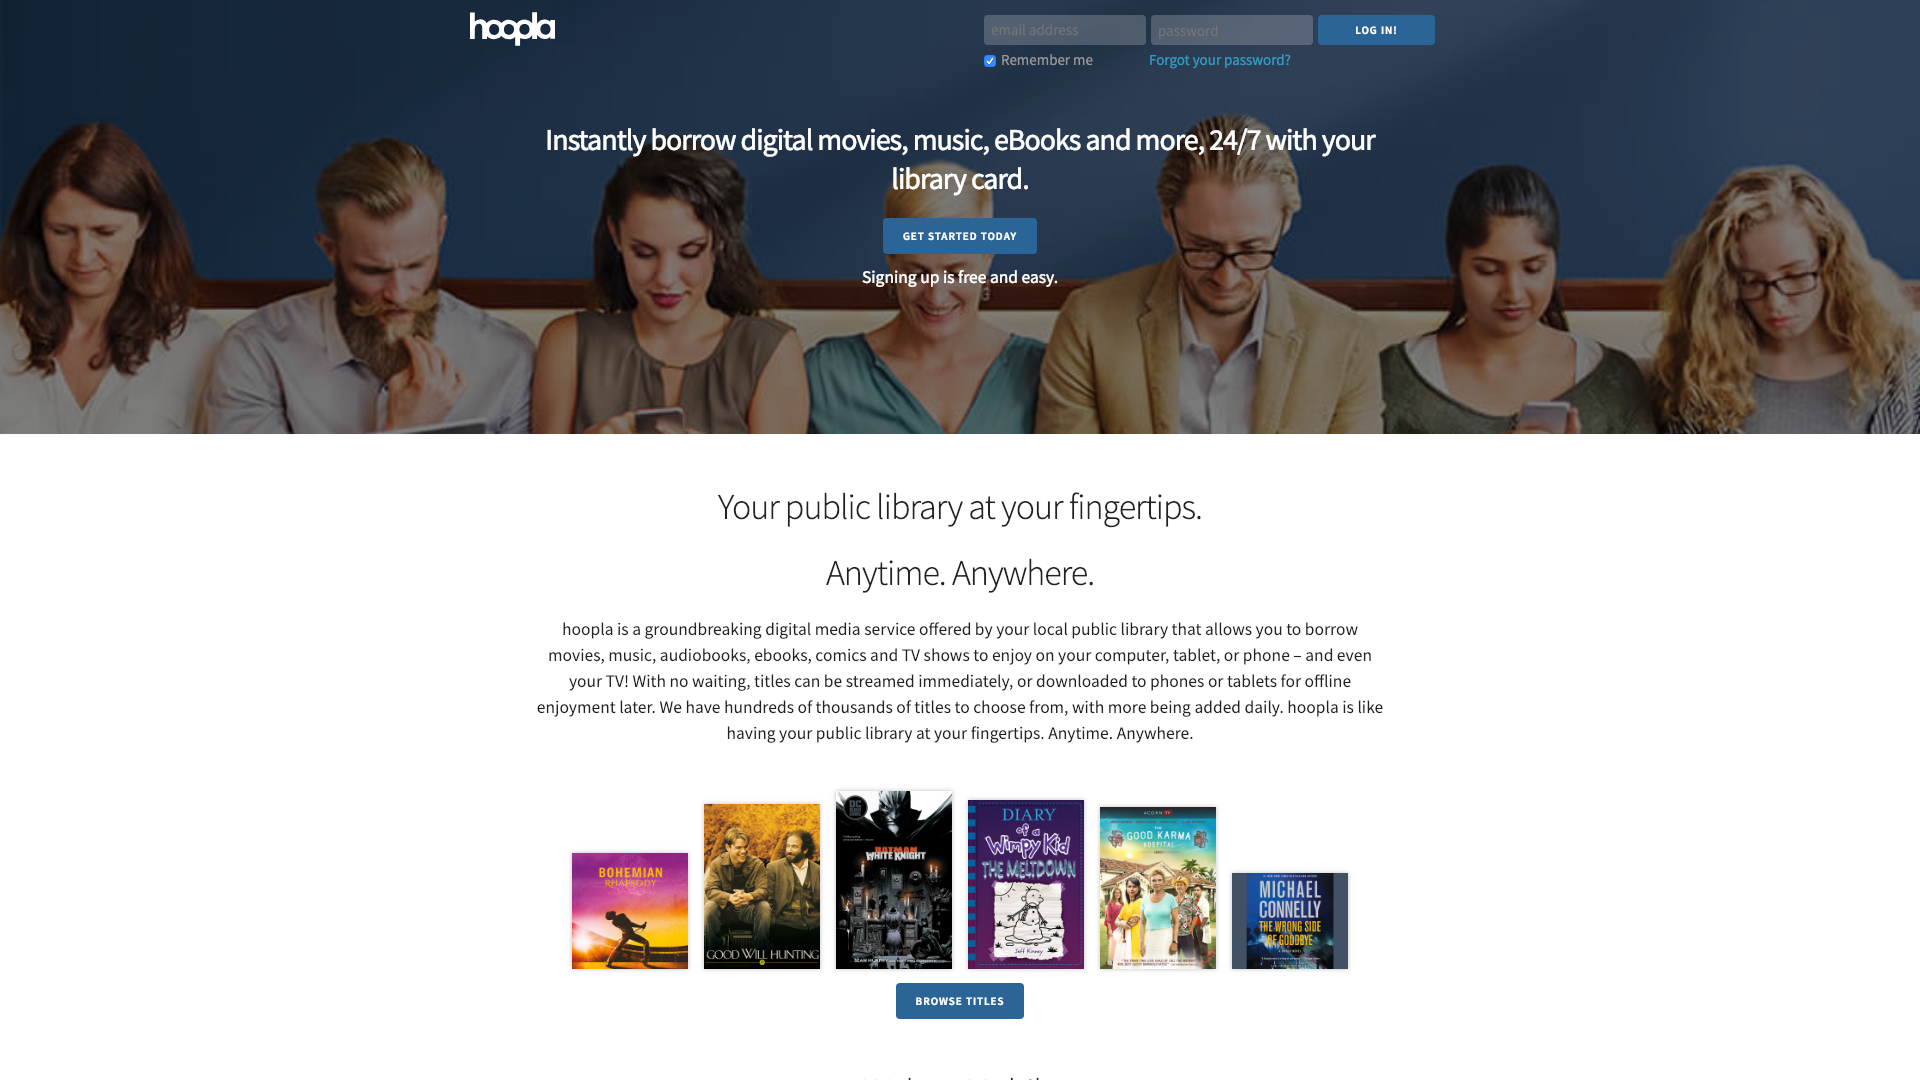 hoopla
email address
password
LOG IN!
Remember me
Forgot your password?
Instantly borrow digital movies, music, eBooks and more, 24/7 with your
library card.
GET STARTED TODAY
Signing up is free and easy.
Your public library at your fingertips.
Anytime. Anywhere.
hoopla is a groundbreaking digital media service offered by your local public library that allows you to borrow
movies, music, audiobooks, ebooks, comics and TV shows to enjoy on your computer, tablet, or phone – and even
your TV! With no waiting, titles can be streamed immediately, or downloaded to phones or tablets for offline
enjoyment later. We have hundreds of thousands of titles to choose from, with more being added daily. hoopla is like
having your public library at your fingertips. Anytime. Anywhere.
BOHEMIAN
RHAPSODY
GOOD WILL HUNTING
DC
BATMAN
WHITE KNIGHT
DIARY
of a
Wimpy Kid
THE MELTDOWN
Jeff Kinney
ACORN TV
THE
GOOD KARMA
HOSPITAL
MICHAEL
CONNELLY
THE WRONG SIDE
OF GOODBYE
BROWSE TITLES